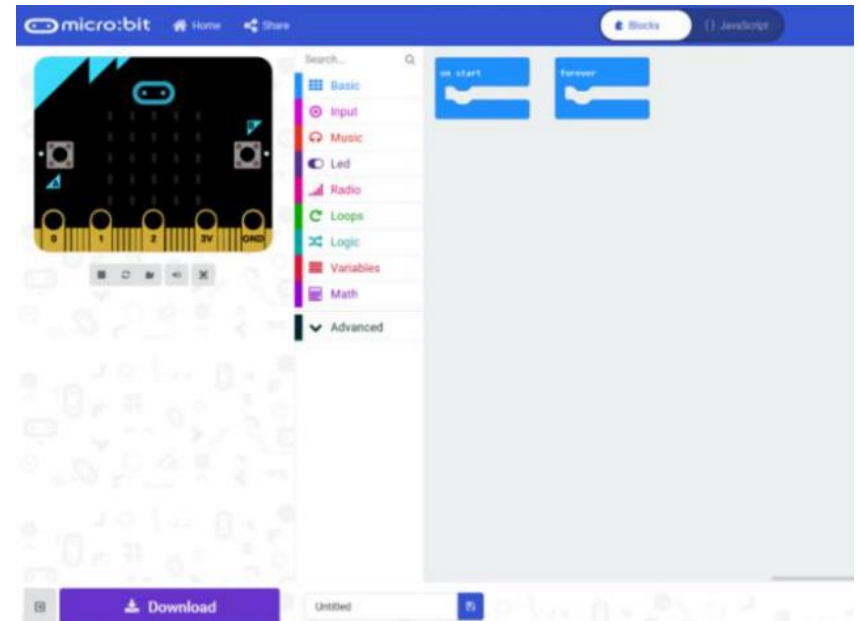 micro:bit Home Share Blocks {} JavaScript
Search...
Basic
Input
Music
Led
Radio
Loops
Logic
Variables
Math
Advanced
on start
forever
B
A
0 1 2 3V GND
Download
Untitled